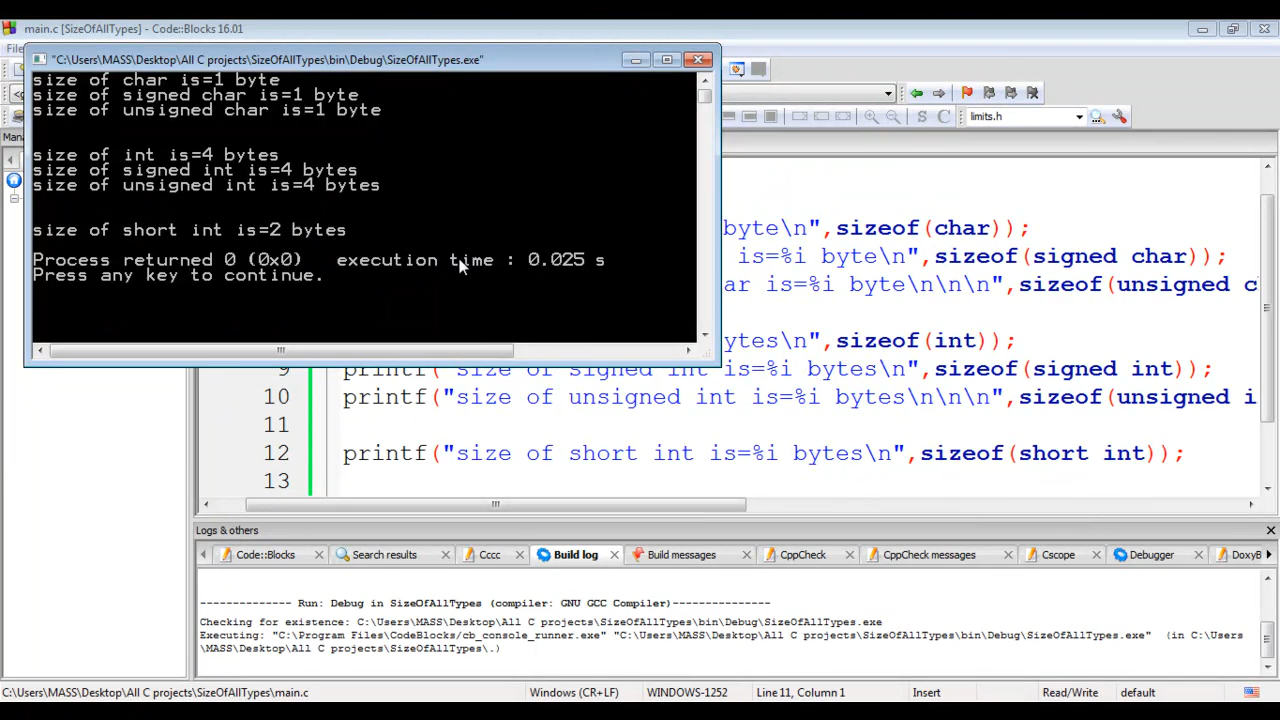 main.c [SizeOfAllTypes] - Code::Blocks 16.01
File
"C:\Users\MASS\Desktop\All C projects\SizeOfAllTypes\bin\Debug\SizeOfAllTypes.exe"
size of char is=1 byte
size of signed char is=1 byte
size of unsigned char is=1 byte
size of int is=4 bytes
size of signed int is=4 bytes
size of unsigned int is=4 bytes
size of short int is=2 bytes
Process returned 0 (0x0)   execution time : 0.025 s
Press any key to continue.
S C limits.h
Mana
byte\n",sizeof(char));
is=%i byte\n",sizeof(signed char));
ar is=%i byte\n\n\n",sizeof(unsigned c
bytes\n",sizeof(int));
9 printf("size of signed int is=%i bytes\n",sizeof(signed int));
10 printf("size of unsigned int is=%i bytes\n\n\n",sizeof(unsigned i
11
12 printf("size of short int is=%i bytes\n",sizeof(short int));
13
Logs & others
Code::Blocks Search results Cccc Build log Build messages CppCheck CppCheck messages Cscope Debugger DoxyB
-------------- Run: Debug in SizeOfAllTypes (compiler: GNU GCC Compiler)---------------
Checking for existence: C:\Users\MASS\Desktop\All C projects\SizeOfAllTypes\bin\Debug\SizeOfAllTypes.exe
Executing: "C:\Program Files\CodeBlocks/cb_console_runner.exe" "C:\Users\MASS\Desktop\All C projects\SizeOfAllTypes\bin\Debug\SizeOfAllTypes.exe"  (in C:\Users
\MASS\Desktop\All C projects\SizeOfAllTypes\.)
C:\Users\MASS\Desktop\All C projects\SizeOfAllTypes\main.c Windows (CR+LF) WINDOWS-1252 Line 11, Column 1 Insert Read/Write default